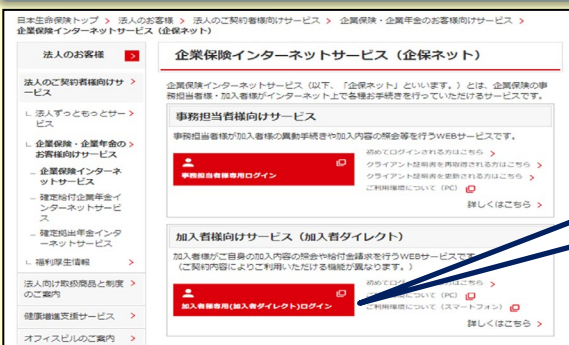 日本生命保険トップ > 法人のお客様 > 法人のご契約者様向けサービス > 企業保険・企業年金のお客様向けサービス >
企業保険インターネットサービス（企保ネット）
法人のお客様
法人のご契約者様向けサービス
法人ずっともっとサービス
企業保険・企業年金のお客様向けサービス
企業保険インターネットサービス
確定給付企業年金インターネットサービス
確定拠出年金インターネットサービス
福利厚生情報
法人向け取扱商品と制度のご案内
健康増進支援サービス
オフィスビルのご案内
企業保険インターネットサービス（企保ネット）
企業保険インターネットサービス（以下、「企保ネット」といいます。）とは、企業保険の事
務担当者様・加入者様がインターネット上で各種お手続きを行っていただけるサービスです。
事務担当者様向けサービス
事務担当者様が加入者様の異動手続きや加入内容の照会等を行うWEBサービスです。
事務担当者様専用ログイン
初めてログインされる方はこちら >
クライアント証明書を再取得される方はこちら >
クライアント証明書を更新される方はこちら >
ご利用環境について（PC）
詳しくはこちら >
加入者様向けサービス（加入者ダイレクト）
加入者様がご自身の加入内容の照会や給付金請求を行うWEBサービスです
（ご契約内容によりご利用いただける機能が異なります。）
加入者様専用(加入者ダイレクト)ログイン
初めてログ
はこちら >
について（PC）
ついて（スマートフォン）
詳しくはこちら >